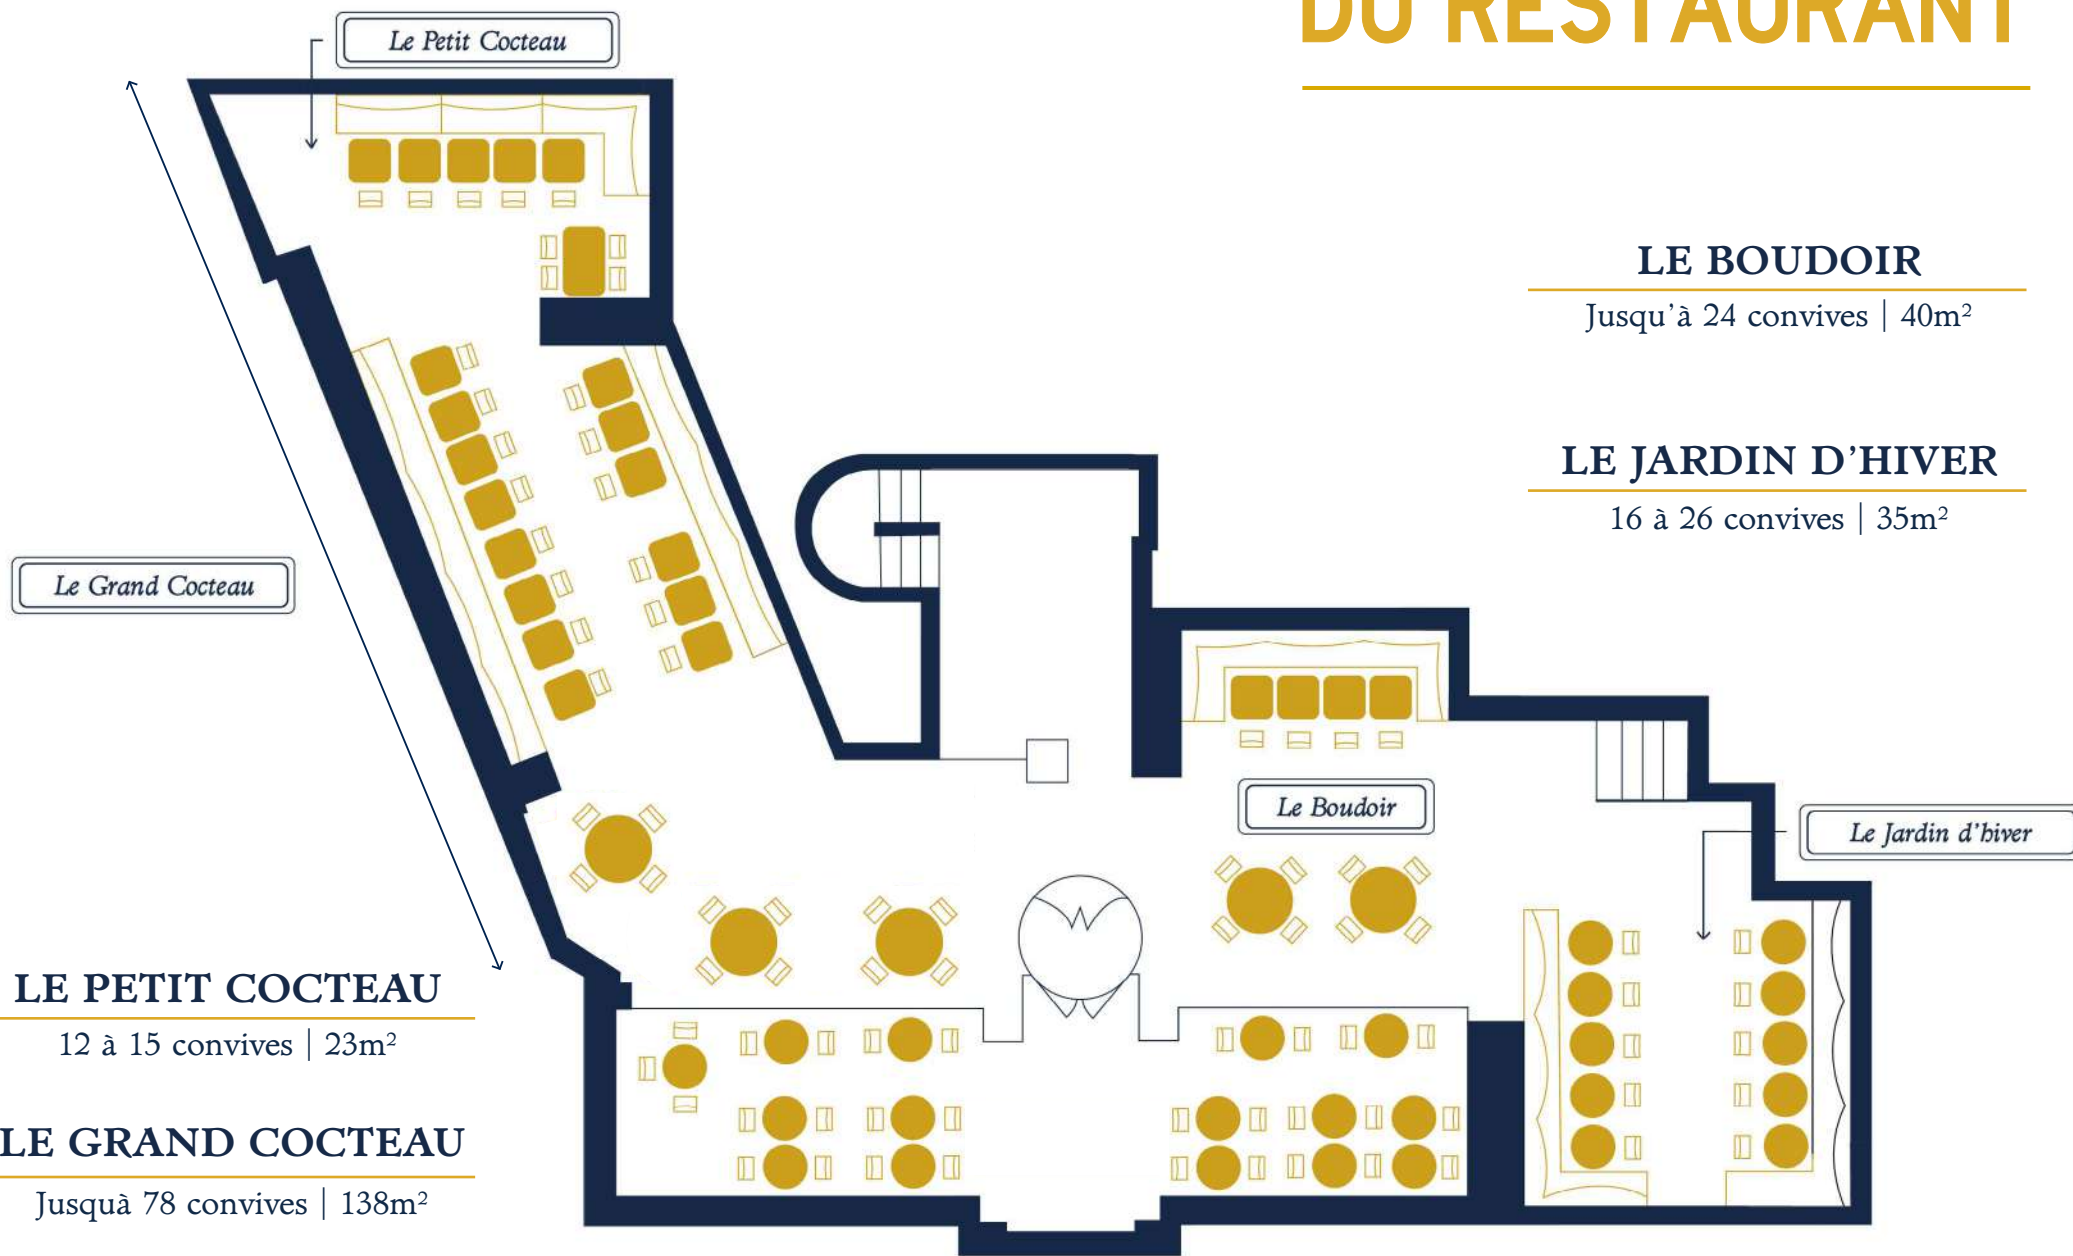 DU RESTAURANT
Le Petit Cocteau
LE BOUDOIR
Jusqu'à 24 convives | 40m²
LE JARDIN D'HIVER
16 à 26 convives | 35m²
Le Grand Cocteau
Le Boudoir
Le Jardin d'hiver
LE PETIT COCTEAU
12 à 15 convives | 23m²
LE GRAND COCTEAU
Jusquà 78 convives | 138m²